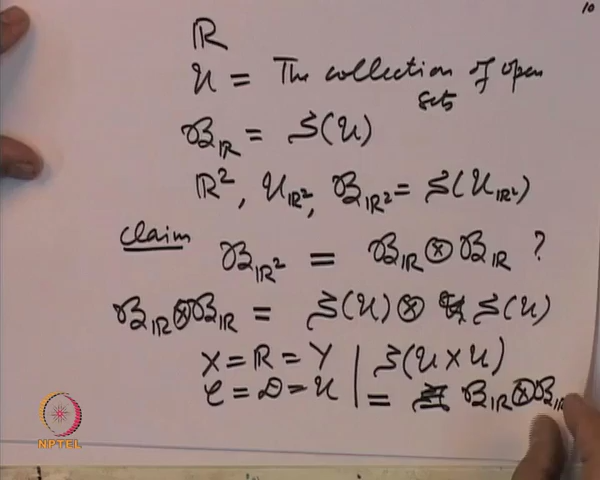 10
ℝ
𝒰 = The collection of open
sets
ℬ_ℝ = 𝒮(𝒰)
ℝ², 𝒰_ℝ², ℬ_ℝ² = 𝒮(𝒰_ℝ²)
Claim ℬ_ℝ² = ℬ_ℝ ⊗ ℬ_ℝ ?
ℬ_ℝ ⊗ ℬ_ℝ = 𝒮(𝒰) ⊗ 𝒮(𝒰)
X = ℝ = Y | 𝒮(𝒰 × 𝒰)
𝒞 = 𝒟 = 𝒰 | = ℬ_ℝ ⊗ ℬ_ℝ
NPTEL